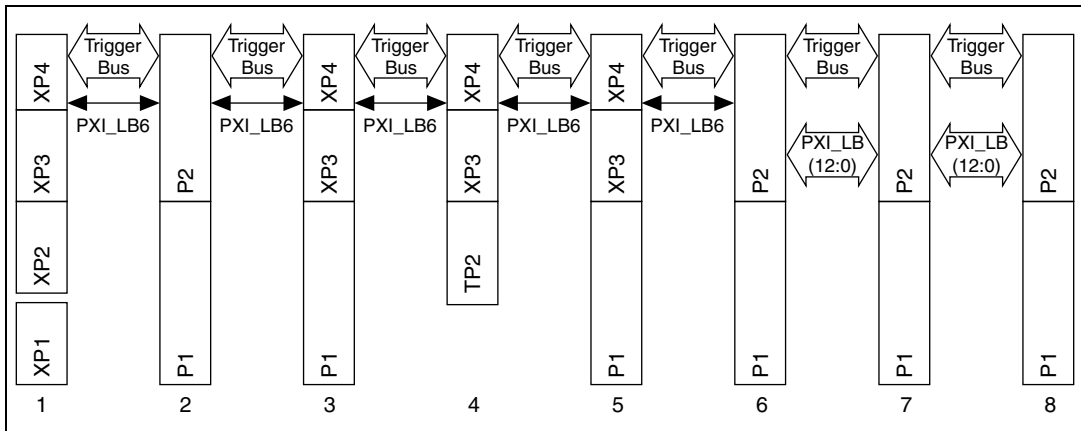 Trigger
Bus
Trigger
Bus
Trigger
Bus
Trigger
Bus
Trigger
Bus
Trigger
Bus
Trigger
Bus
PXI_LB6
PXI_LB6
PXI_LB6
PXI_LB6
PXI_LB6
PXI_LB
(12:0)
PXI_LB
(12:0)
XP4
XP3
XP2
XP1
P2
P1
XP4
XP3
P1
XP4
XP3
TP2
XP4
XP3
P1
P2
P1
P2
P1
P2
P1
1 2 3 4 5 6 7 8